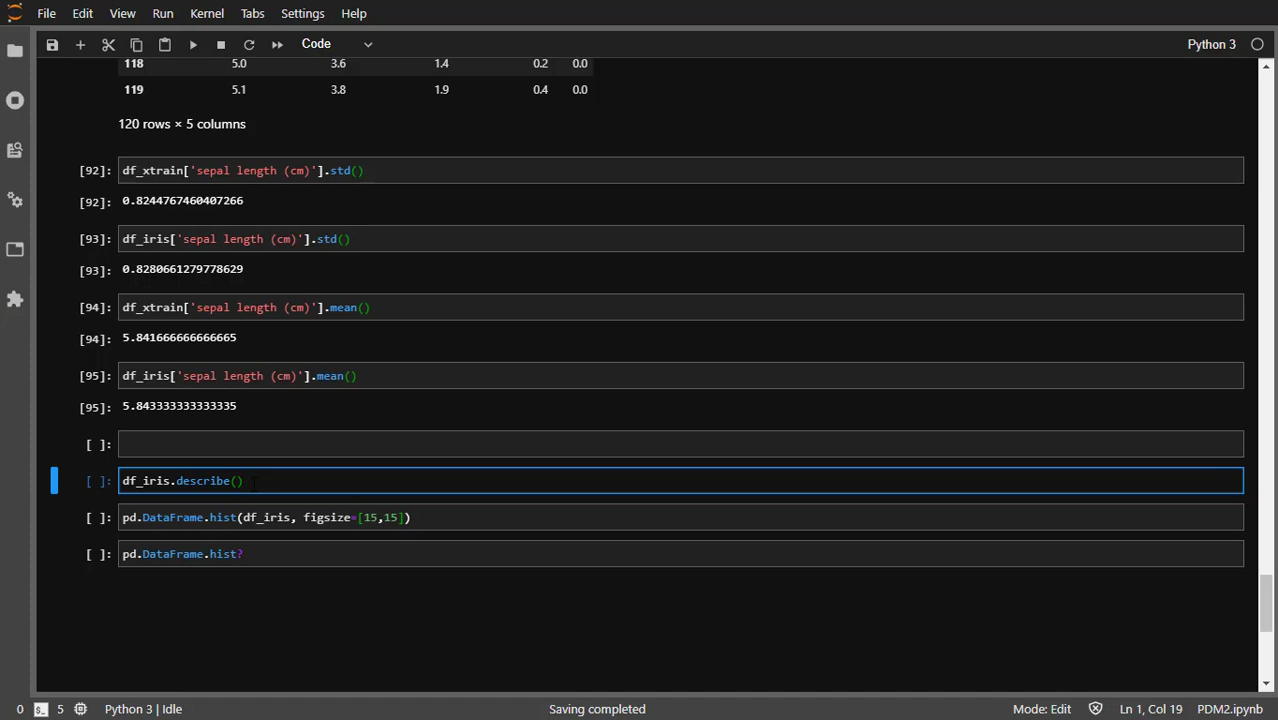 File Edit View Run Kernel Tabs Settings Help
Code Python 3
118 5.0 3.6 1.4 0.2 0.0
119 5.1 3.8 1.9 0.4 0.0
120 rows × 5 columns
[92]: df_xtrain['sepal length (cm)'].std()
[92]: 0.8244767460407266
[93]: df_iris['sepal length (cm)'].std()
[93]: 0.8280661279778629
[94]: df_xtrain['sepal length (cm)'].mean()
[94]: 5.841666666666665
[95]: df_iris['sepal length (cm)'].mean()
[95]: 5.843333333333335
[ ]:
[ ]: df_iris.describe()
[ ]: pd.DataFrame.hist(df_iris, figsize=[15,15])
[ ]: pd.DataFrame.hist?
0 $_ 5 Python 3 | Idle Saving completed Mode: Edit Ln 1, Col 19 PDM2.ipynb